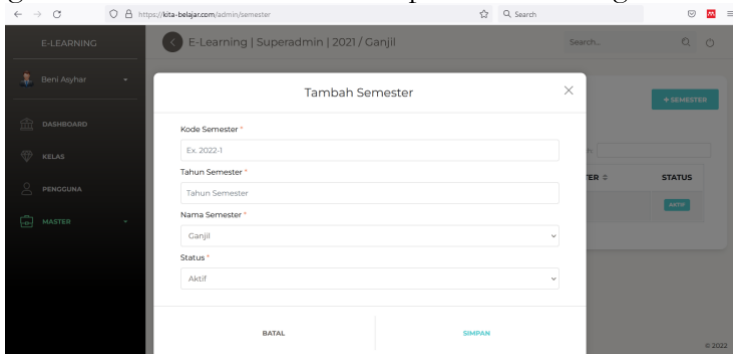 https://kita-belajar.com/admin/semester
Search
E-LEARNING
E-Learning | Superadmin | 2021 / Ganjil
Search...
Beni Asyhar
Tambah Semester
+ SEMESTER
DASHBOARD
Kode Semester *
Ex. 2022-1
KELAS
Tahun Semester *
Tahun Semester
STATUS
PENGGUNA
AKTIF
Nama Semester *
MASTER
Ganjil
Status *
Aktif
BATAL
SIMPAN
© 2022